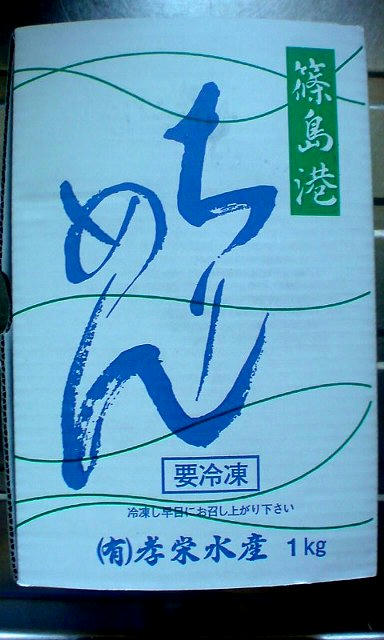 篠島港
ちりめん
要冷凍
冷凍し早目にお召し上がり下さい
(有)孝栄水産 1kg